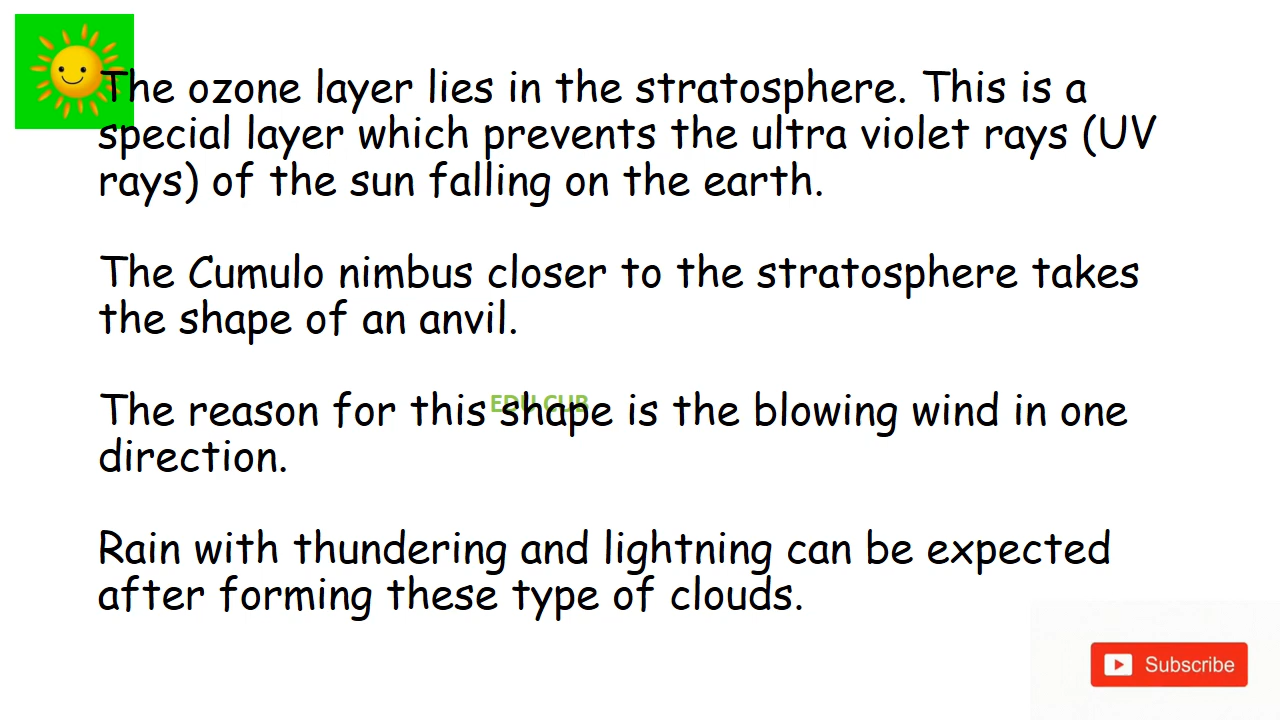 The ozone layer lies in the stratosphere. This is a
special layer which prevents the ultra violet rays (UV
rays) of the sun falling on the earth.
The Cumulo nimbus closer to the stratosphere takes
the shape of an anvil.
The reason for this shape is the blowing wind in one
direction.
EDU CUB
Rain with thundering and lightning can be expected
after forming these type of clouds.
Subscribe